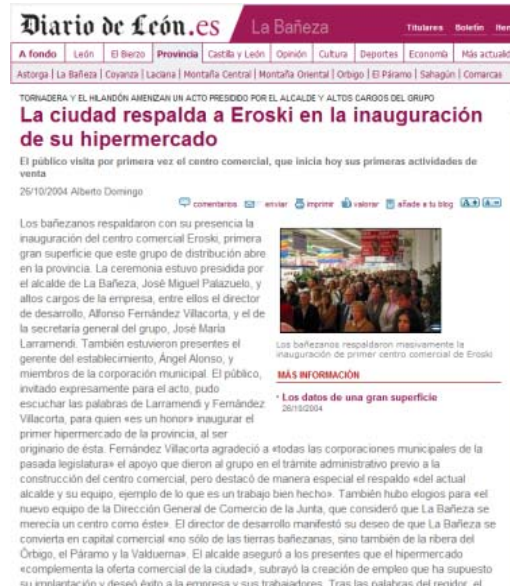 Diario de León.es
La Bañeza
Titulares Boletín
A fondo León El Bierzo Provincia Castilla y León Opinión Cultura Deportes Economía Más
Astorga | La Bañeza | Coyanza | Laciana | Montaña Central | Montaña Oriental | Orbigo | El Páramo | Sahagún | Comarcas
TORNADERA Y EL HILANDÓN AMENIZAN UN ACTO PRESIDIDO POR EL ALCALDE Y ALTOS CARGOS DEL GRUPO
La ciudad respalda a Eroski en la inauguración
de su hipermercado
El público visita por primera vez el centro comercial, que inicia hoy sus primeras actividades de
venta
26/10/2004 Alberto Domingo
comentarios enviar imprimir valorar añade a tu blog A+ A-
Los bañezanos respaldaron con su presencia la
inauguración del centro comercial Eroski, primera
gran superficie que este grupo de distribución abre
en la provincia. La ceremonia estuvo presidida por
el alcalde de La Bañeza, José Miguel Palazuelo, y
altos cargos de la empresa, entre ellos el director
de desarrollo, Alfonso Fernández Villacorta, y el de
la secretaría general del grupo, José María
Larramendi. También estuvieron presentes el
gerente del establecimiento, Ángel Alonso, y
miembros de la corporación municipal. El público,
invitado expresamente para el acto, pudo
escuchar las palabras de Larramendi y Fernández
Villacorta, para quien «es un honor» inaugurar el
primer hipermercado de la provincia, al ser
Los bañezanos respaldaron masivamente la
inauguración de primer centro comercial de Eroski
MÁS INFORMACIÓN
Los datos de una gran superficie
26/10/2004
originario de ésta. Fernández Villacorta agradeció a «todas las corporaciones municipales de la
pasada legislatura» el apoyo que dieron al grupo en el trámite administrativo previo a la
construcción del centro comercial, pero destacó de manera especial el respaldo «del actual
alcalde y su equipo, ejemplo de lo que es un trabajo bien hecho». También hubo elogios para «el
nuevo equipo de la Dirección General de Comercio de la Junta, que consideró que La Bañeza se
merecía un centro como éste». El director de desarrollo manifestó su deseo de que La Bañeza se
convierta en capital comercial «no sólo de las tierras bañezanas, sino también de la ribera del
Órbigo, el Páramo y la Valduerna». El alcalde aseguró a los presentes que el hipermercado
«complementa la oferta comercial de la ciudad», subrayó la creación de empleo que ha supuesto
su implantación y deseó éxito a la empresa y sus trabajadores. Tras las palabras del regidor, el